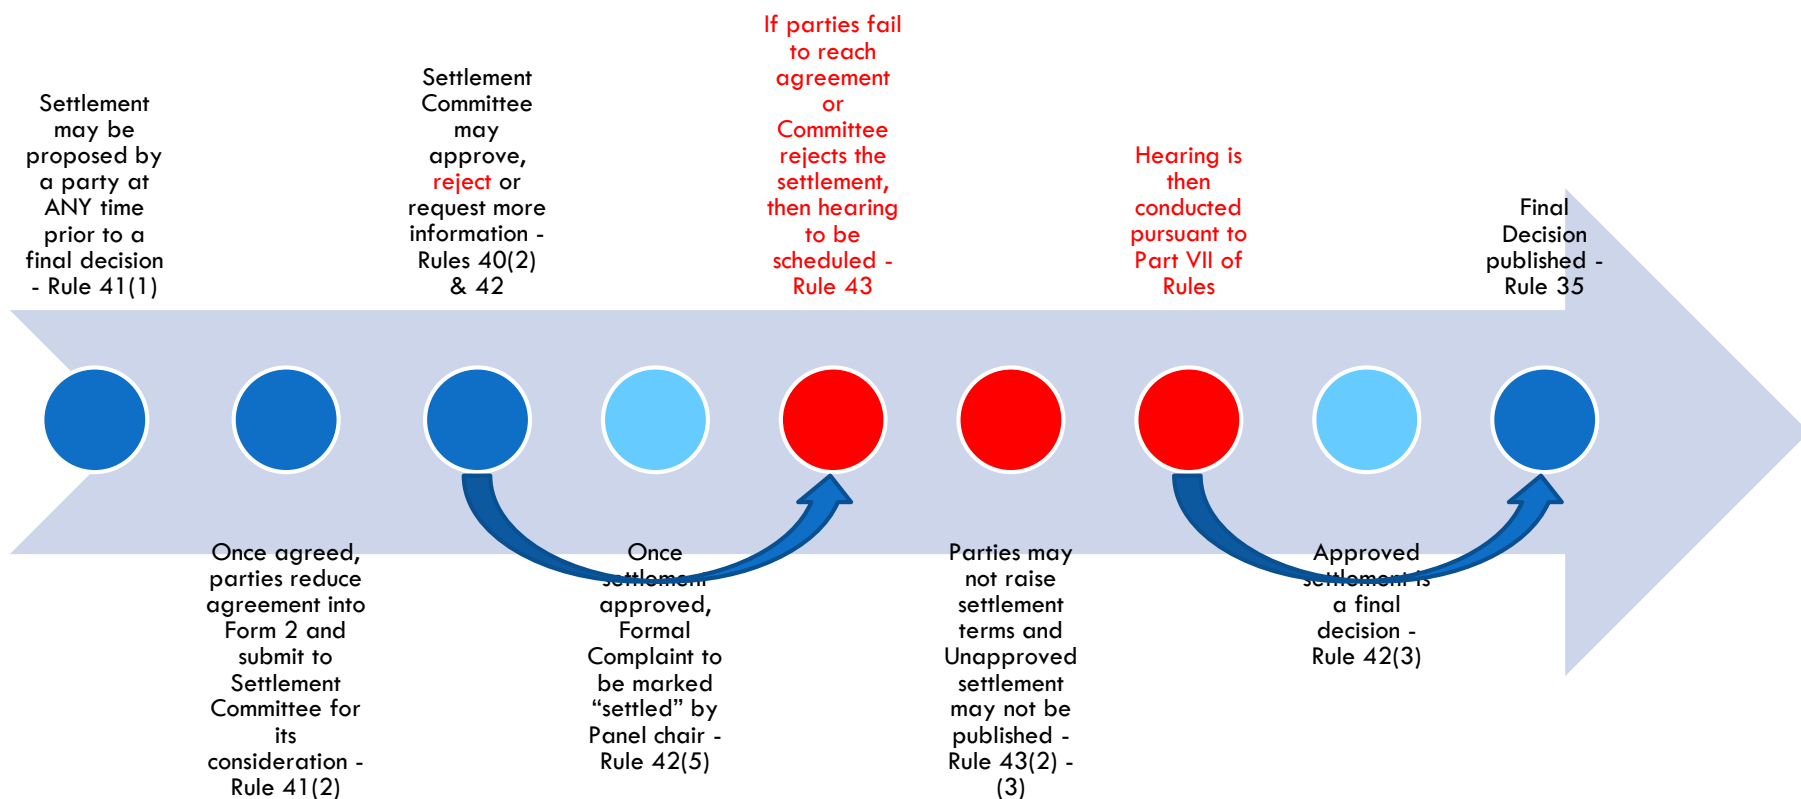 Settlement
may be
proposed by
a party at
ANY time
prior to a
final decision
- Rule 41(1)
Once agreed,
parties reduce
agreement into
Form 2 and
submit to
Settlement
Committee for
its
consideration -
Rule 41(2)
Settlement
Committee
may
approve,
reject or
request more
information -
Rules 40(2)
& 42
Once
settlement
approved,
Formal
Complaint to
be marked
“settled” by
Panel chair -
Rule 42(5)
If parties fail
to reach
agreement
or
Committee
rejects the
settlement,
then hearing
to be
scheduled -
Rule 43
Parties may
not raise
settlement
terms and
Unapproved
settlement
may not be
published -
Rule 43(2) -
(3)
Hearing is
then
conducted
pursuant to
Part VII of
Rules
Approved
settlement is
a final
decision -
Rule 42(3)
Final
Decision
published -
Rule 35